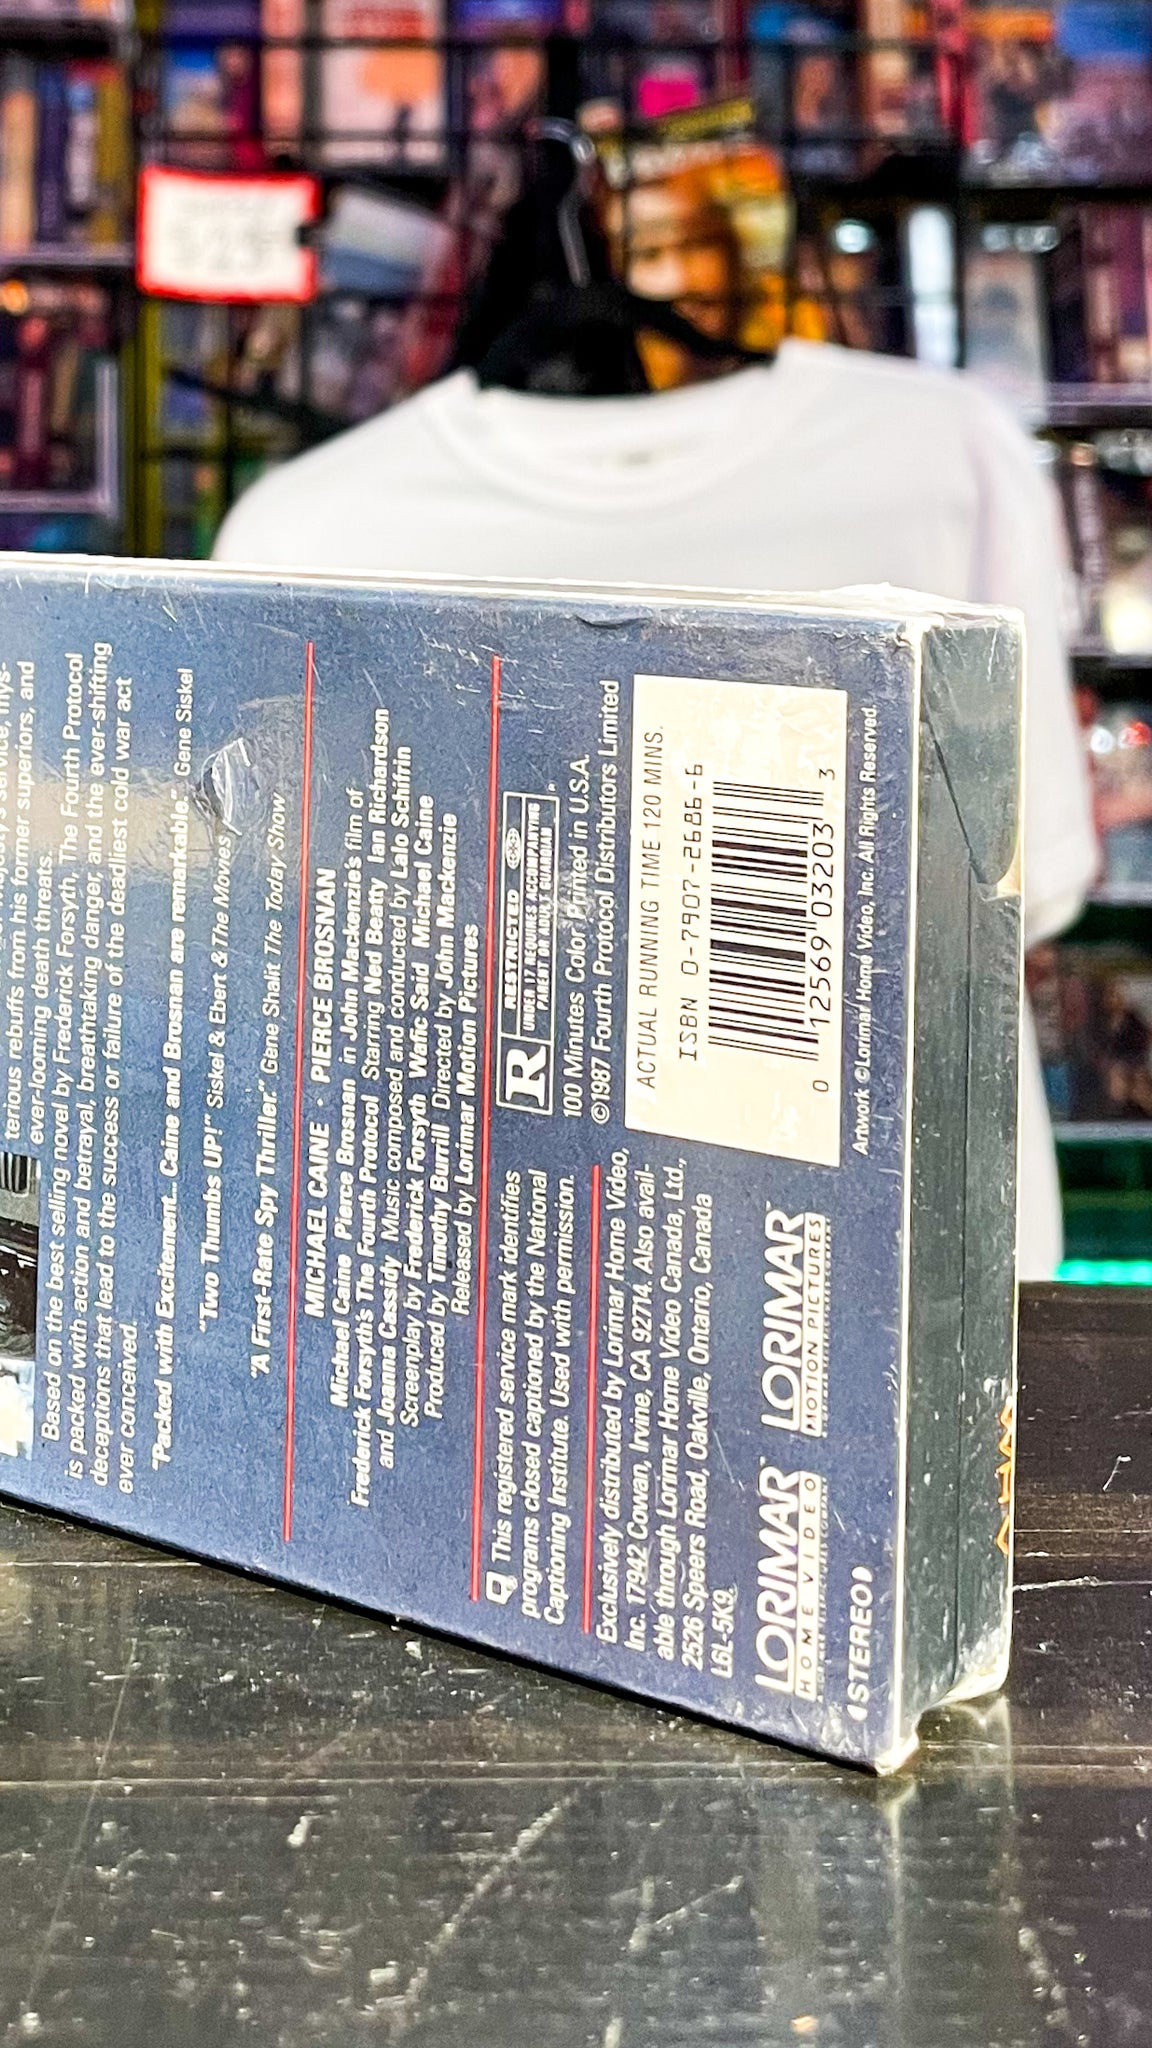 terious rebuffs from his former superiors, and
ever-looming death threats.
Based on the best selling novel by Frederick Forsyth, The Fourth Protocol
is packed with action and betrayal, breathtaking danger, and the ever-shifting
deceptions that lead to the success or failure of the deadliest cold war act
ever conceived.
"Packed with Excitement... Caine and Brosnan are remarkable." Gene Siskel
"Two Thumbs UP!" Siskel & Ebert & The Movies
"A First-Rate Spy Thriller." Gene Shalit The Today Show
MICHAEL CAINE · PIERCE BROSNAN
Michael Caine Pierce Brosnan in John Mackenzie's film of
Frederick Forsyth's The Fourth Protocol Starring Ned Beatty Ian Richardson
and Joanna Cassidy Music composed and conducted by Lalo Schifrin
Screenplay by Frederick Forsyth Wafic Said Michael Caine
Produced by Timothy Burrill Directed by John Mackenzie
Released by Lorimar Motion Pictures
This registered service mark identifies
programs closed captioned by the National
Captioning Institute. Used with permission.
R RESTRICTED
UNDER 17 REQUIRES ACCOMPANYING
PARENT OR ADULT GUARDIAN
100 Minutes Color Printed in U.S.A.
©1987 Fourth Protocol Distributors Limited
Exclusively distributed by Lorimar Home Video,
Inc. 17942 Cowan, Irvine, CA 92714. Also avail-
able through Lorimar Home Video Canada, Ltd.,
2526 Speers Road, Oakville, Ontario, Canada
L6L-5K9.
ACTUAL RUNNING TIME 120 MINS.
ISBN 0-7907-2686-6
0 12569 03203 3
LORIMAR
HOME VIDEO
LORIMAR
MOTION PICTURES
STEREO
Artwork ©Lorimar Home Video, Inc. All Rights Reserved.